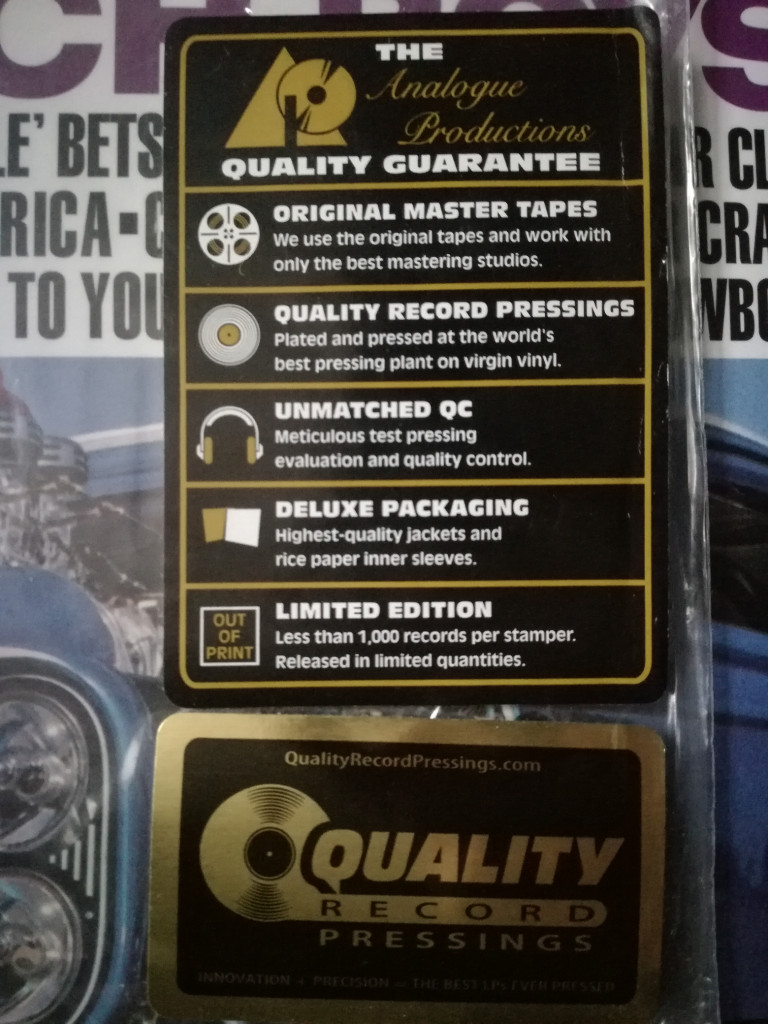 CH BOYS
LE' BETS
R CL
RICA•C
CRA
TO YOU
WBO
THE
Analogue
Productions
QUALITY GUARANTEE
ORIGINAL MASTER TAPES
We use the original tapes and work with
only the best mastering studios.
QUALITY RECORD PRESSINGS
Plated and pressed at the world's
best pressing plant on virgin vinyl.
UNMATCHED QC
Meticulous test pressing
evaluation and quality control.
DELUXE PACKAGING
Highest-quality jackets and
rice paper inner sleeves.
OUT
OF
PRINT
LIMITED EDITION
Less than 1,000 records per stamper.
Released in limited quantities.
QualityRecordPressings.com
QUALITY
RECORD
PRESSINGS
INNOVATION + PRECISION = THE BEST LPs EVER PRESSED